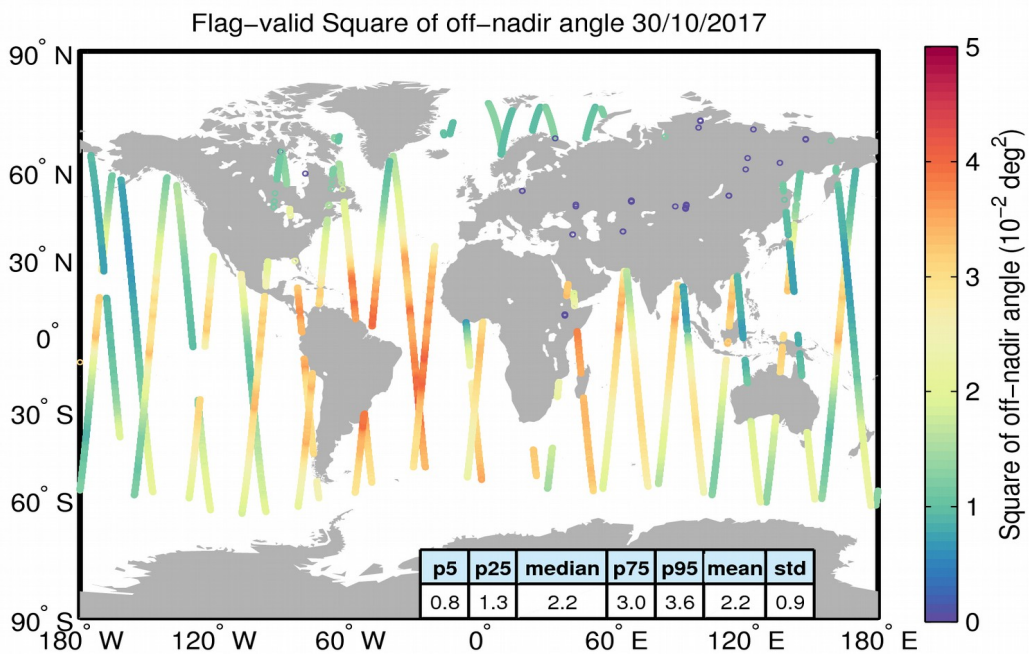 Flag−valid Square of off−nadir angle 30/10/2017
90° N
60° N
30° N
0°
30° S
60° S
90° S
180° W
120° W
60° W
0°
60° E
120° E
180° E
p5 p25 median p75 p95 mean std
0.8 1.3 2.2 3.0 3.6 2.2 0.9
5
4
3
2
1
0
Square of off−nadir angle (10⁻² deg²)